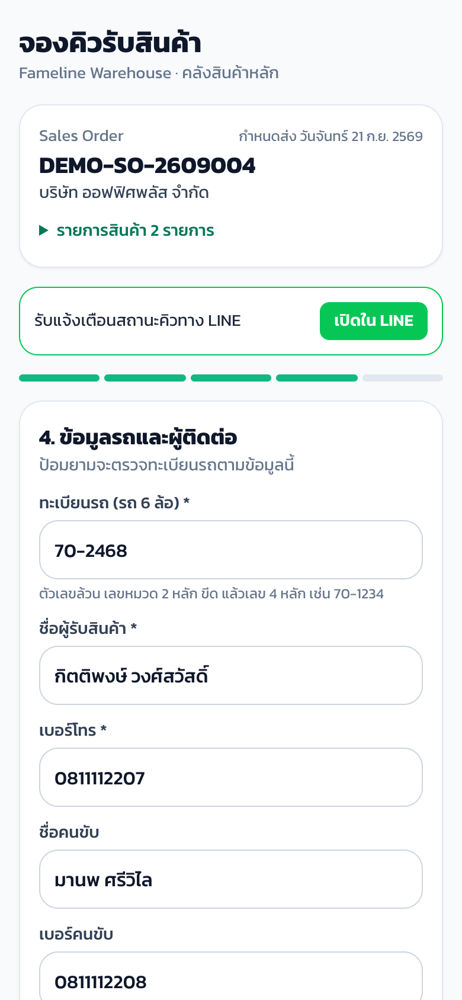 จองคิวรับสินค้า
Fameline Warehouse · คลังสินค้าหลัก
Sales Order
กำหนดส่ง วันจันทร์ 21 ก.ย. 2569
DEMO-SO-2609004
บริษัท ออฟฟิศพลัส จำกัด
▶ รายการสินค้า 2 รายการ
รับแจ้งเตือนสถานะคิวทาง LINE
เปิดใน LINE
4. ข้อมูลรถและผู้ติดต่อ
ป้อมยามจะตรวจทะเบียนรถตามข้อมูลนี้
ทะเบียนรถ (รถ 6 ล้อ) *
70-2468
ตัวเลขล้วน เลขหมวด 2 หลัก ขีด แล้วเลข 4 หลัก เช่น 70-1234
ชื่อผู้รับสินค้า *
กิตติพงษ์ วงศ์สวัสดิ์
เบอร์โทร *
0811112207
ชื่อคนขับ
มานพ ศรีวิไล
เบอร์คนขับ
0811112208